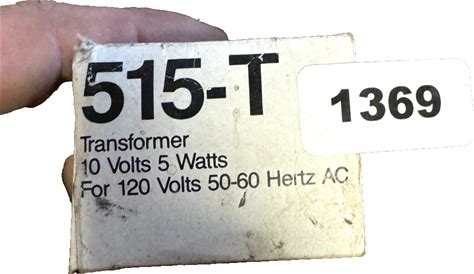 515-T
1369
Transformer
10 Volts 5 Watts
For 120 Volts 50-60 Hertz AC